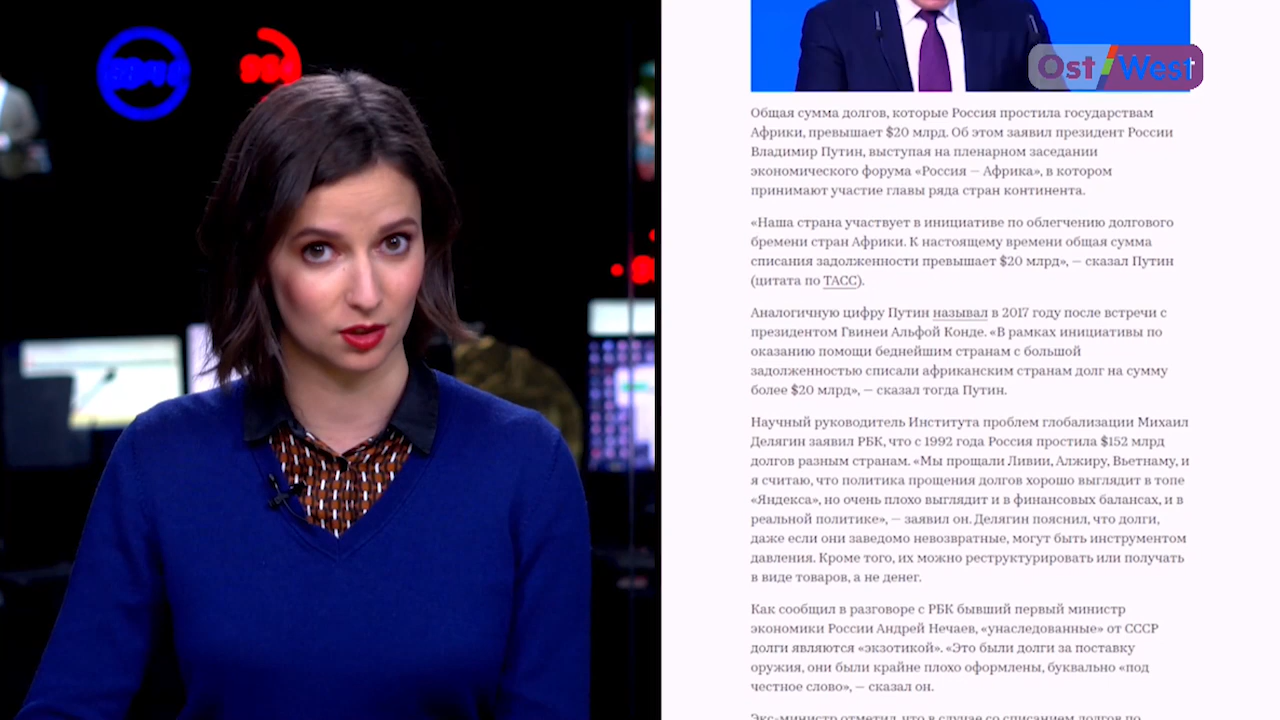 Ost West
Общая сумма долгов, которые Россия простила государствам
Африки, превышает $20 млрд. Об этом заявил президент России
Владимир Путин, выступая на пленарном заседании
экономического форума «Россия — Африка», в котором
принимают участие главы ряда стран континента.
«Наша страна участвует в инициативе по облегчению долгового
бремени стран Африки. К настоящему времени общая сумма
списания задолженности превышает $20 млрд», — сказал Путин
(цитата по ТАСС).
Аналогичную цифру Путин называл в 2017 году после встречи с
президентом Гвинеи Альфой Конде. «В рамках инициативы по
оказанию помощи беднейшим странам с большой
задолженностью списали африканским странам долг на сумму
более $20 млрд», — сказал тогда Путин.
Научный руководитель Института проблем глобализации Михаил
Делягин заявил РБК, что с 1992 года Россия простила $152 млрд
долгов разным странам. «Мы прощали Ливии, Алжиру, Вьетнаму, и
я считаю, что политика прощения долгов хорошо выглядит в топе
«Яндекса», но очень плохо выглядит и в финансовых балансах, и в
реальной политике», — заявил он. Делягин пояснил, что долги,
даже если они заведомо невозвратные, могут быть инструментом
давления. Кроме того, их можно реструктурировать или получать
в виде товаров, а не денег.
Как сообщил в разговоре с РБК бывший первый министр
экономики России Андрей Нечаев, «унаследованные» от СССР
долги являются «экзотикой». «Это были долги за поставку
оружия, они были крайне плохо оформлены, буквально «под
честное слово», — сказал он.
Экс-министр отметил, что в случае со списанием долгов по